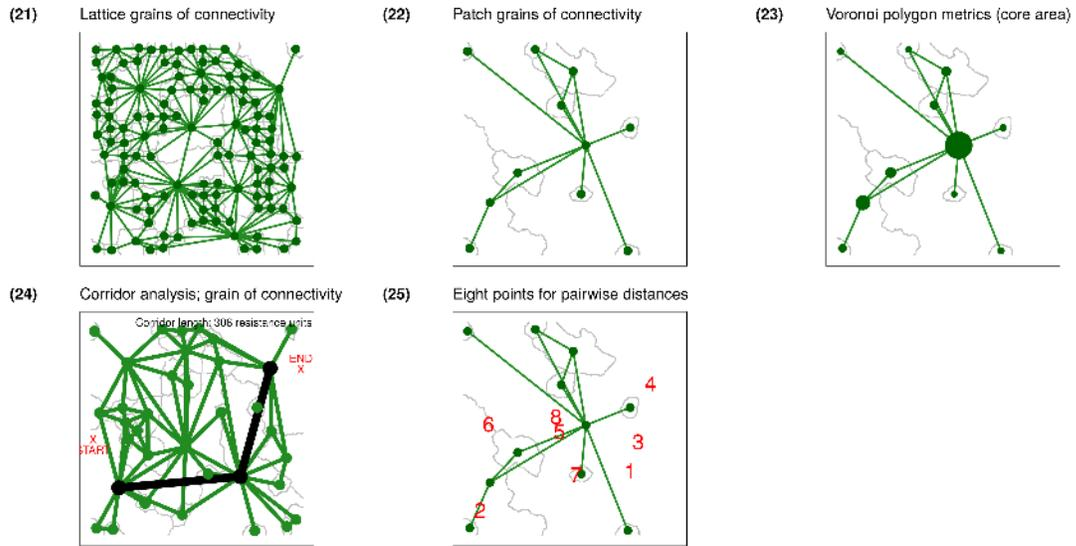 (21) Lattice grains of connectivity
(22) Patch grains of connectivity
(23) Voronoi polygon metrics (core area)
(24) Corridor analysis; grain of connectivity
(25) Eight points for pairwise distances
Corridor length: 306 resistance units
END
X
X
START
4
8
6
5
3
1
7
2